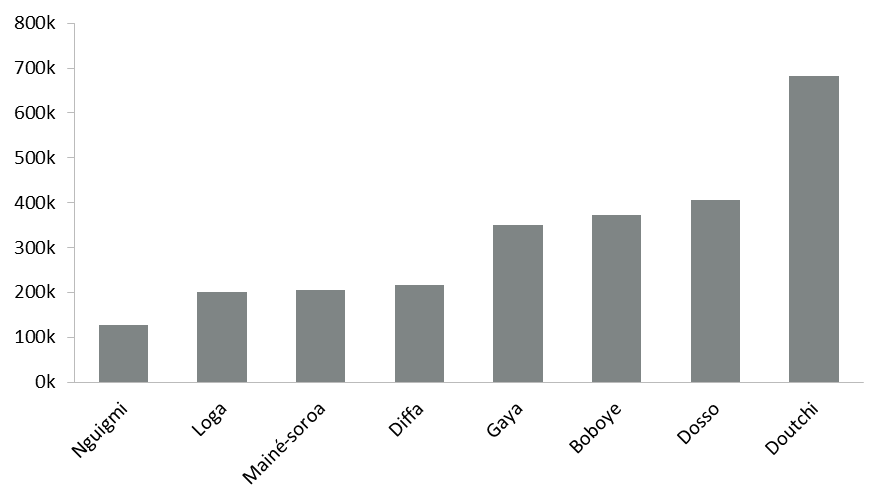 800k
700k
600k
500k
400k
300k
200k
100k
0k
Nguigmi
Loga
Mainé-soroa
Diffa
Gaya
Boboye
Dosso
Doutchi